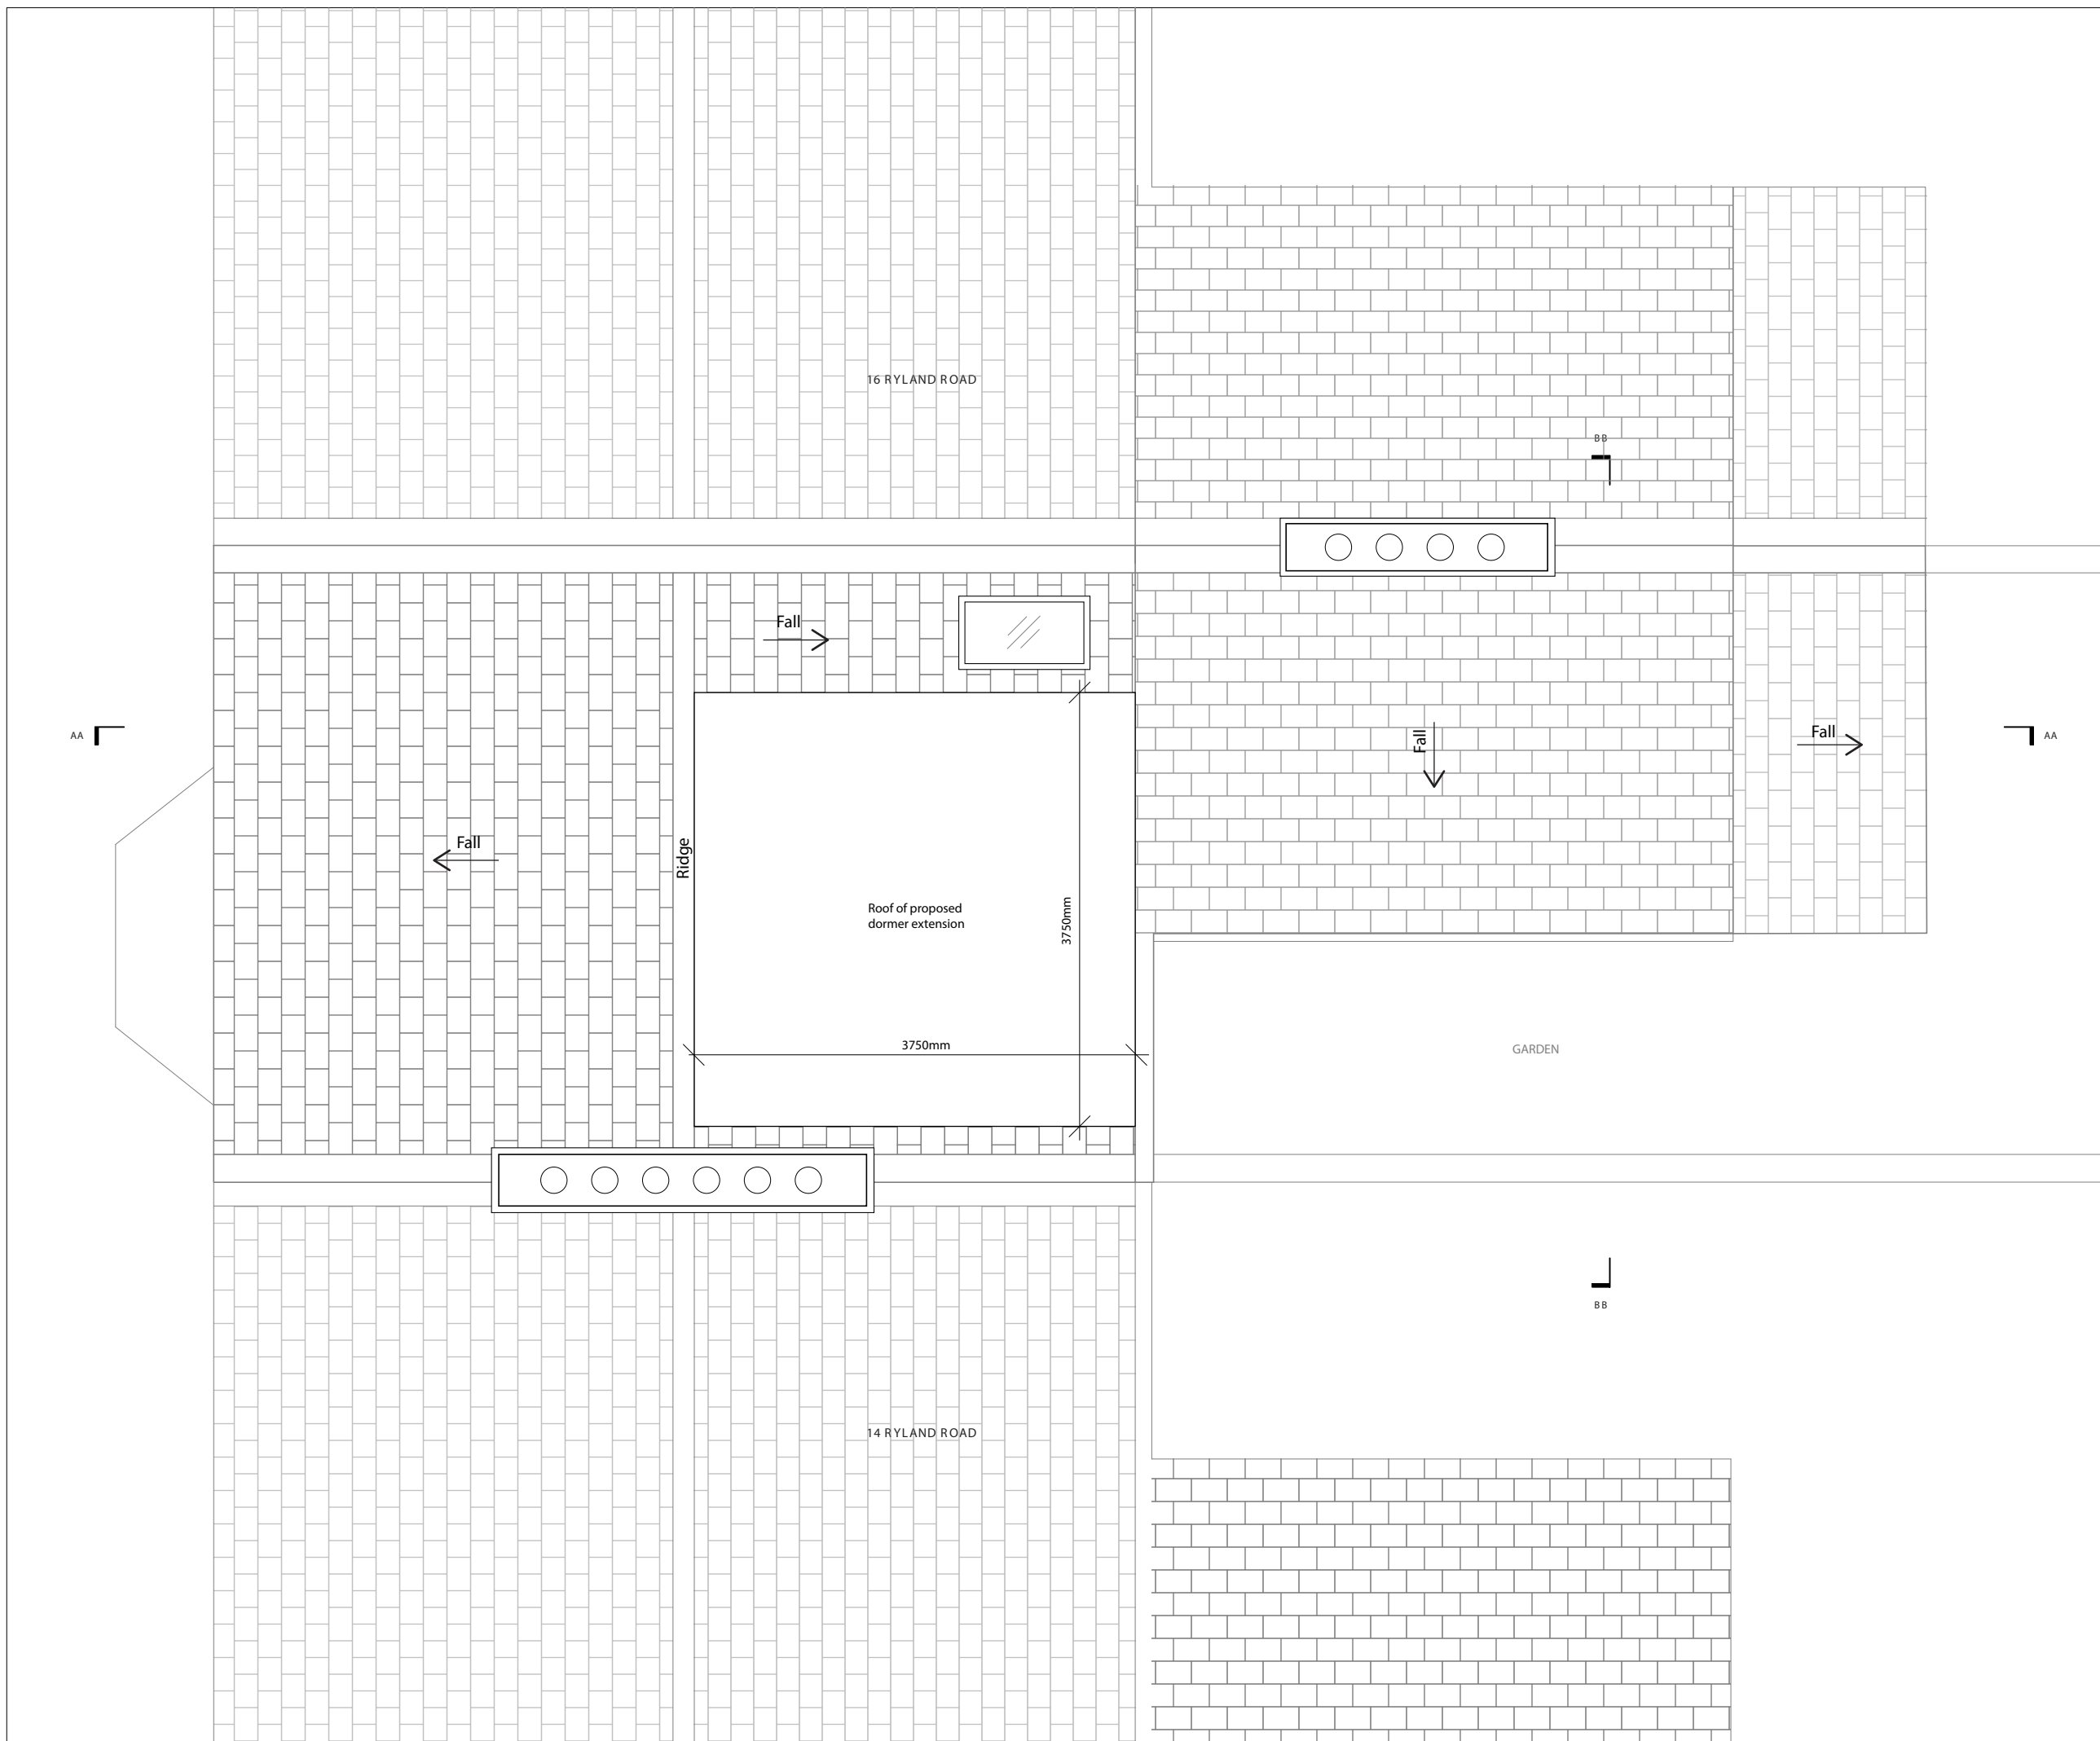 16 RYLAND ROAD
BB
Fall
AA
Fall
Fall
AA
Fall
Ridge
Roof of proposed
dormer extension
3750mm
3750mm
GARDEN
BB
14 RYLAND ROAD